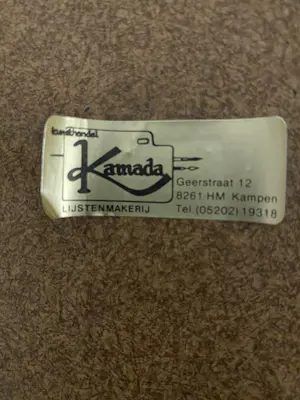 kunsthandel
Kamada
LIJSTENMAKERIJ
Geerstraat 12
8261 HM Kampen
Tel. (05202) 19318